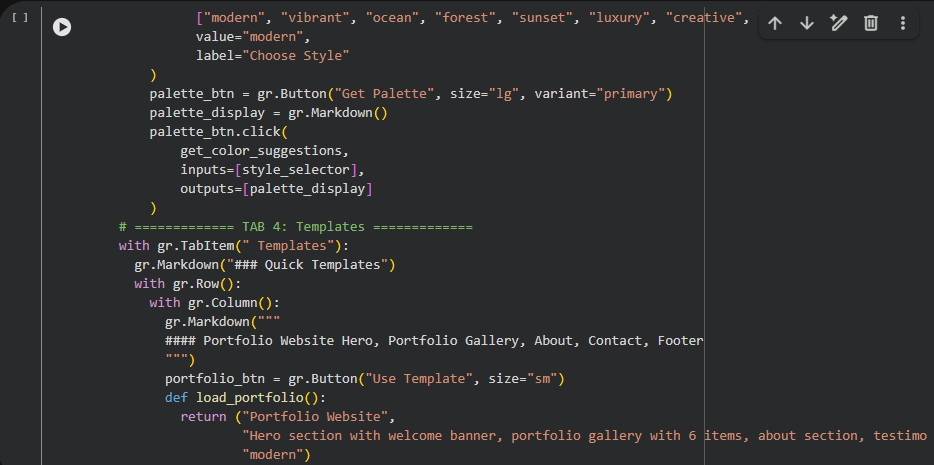 [ ]
["modern", "vibrant", "ocean", "forest", "sunset", "luxury", "creative",
value="modern",
label="Choose Style"
)
palette_btn = gr.Button("Get Palette", size="lg", variant="primary")
palette_display = gr.Markdown()
palette_btn.click(
get_color_suggestions,
inputs=[style_selector],
outputs=[palette_display]
)
# ============= TAB 4: Templates =============
with gr.TabItem(" Templates"):
gr.Markdown("### Quick Templates")
with gr.Row():
with gr.Column():
gr.Markdown("""
#### Portfolio Website Hero, Portfolio Gallery, About, Contact, Footer
""")
portfolio_btn = gr.Button("Use Template", size="sm")
def load_portfolio():
return ("Portfolio Website",
"Hero section with welcome banner, portfolio gallery with 6 items, about section, testimo
"modern")